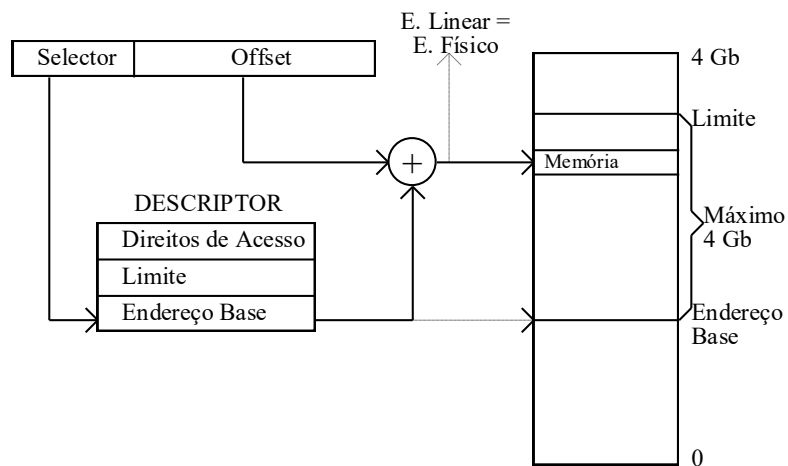 E. Linear =
E. Físico
Selector
Offset
4 Gb
Limite
+
Memória
DESCRIPTOR
Direitos de Acesso
Limite
Endereço Base
Máximo
4 Gb
Endereço
Base
0